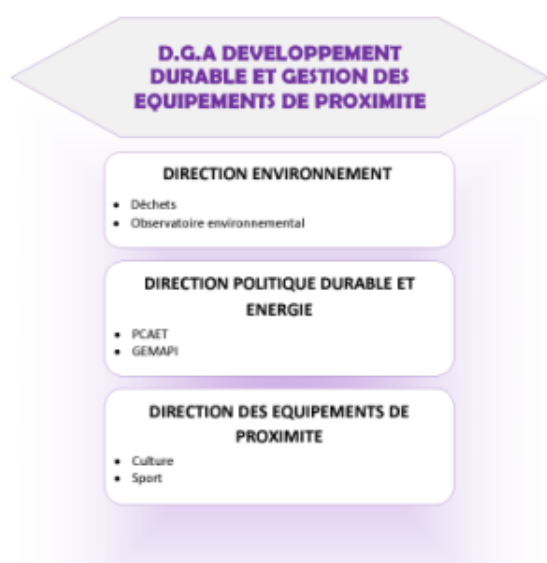 D.G.A DEVELOPPEMENT
DURABLE ET GESTION DES
EQUIPEMENTS DE PROXIMITE
DIRECTION ENVIRONNEMENT
• Déchets
• Observatoire environnemental
DIRECTION POLITIQUE DURABLE ET
ENERGIE
• PCAET
• GEMAPI
DIRECTION DES EQUIPEMENTS DE
PROXIMITE
• Culture
• Sport